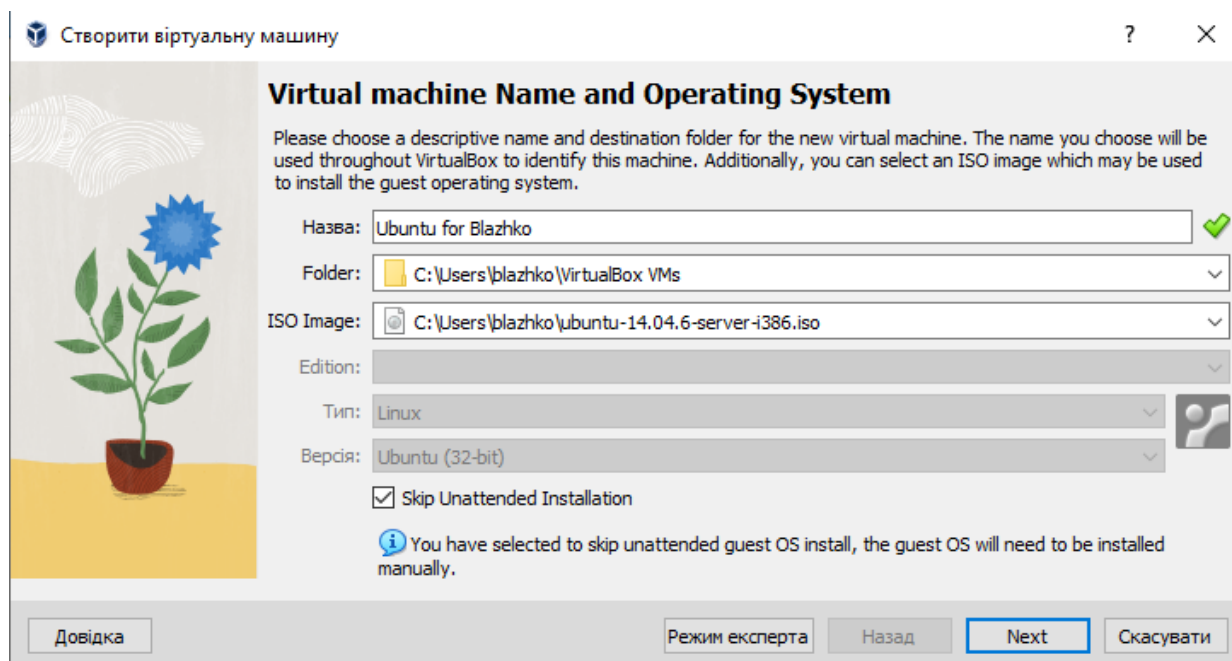 Створити віртуальну машину
?
Virtual machine Name and Operating System
Please choose a descriptive name and destination folder for the new virtual machine. The name you choose will be
used throughout VirtualBox to identify this machine. Additionally, you can select an ISO image which may be used
to install the guest operating system.
Назва: Ubuntu for Blazhko
Folder: C:\Users\blazhko\VirtualBox VMs
ISO Image: C:\Users\blazhko\ubuntu-14.04.6-server-i386.iso
Edition:
Тип: Linux
Версія: Ubuntu (32-bit)
Skip Unattended Installation
You have selected to skip unattended guest OS install, the guest OS will need to be installed
manually.
Довідка Режим експерта Назад Next Скасувати